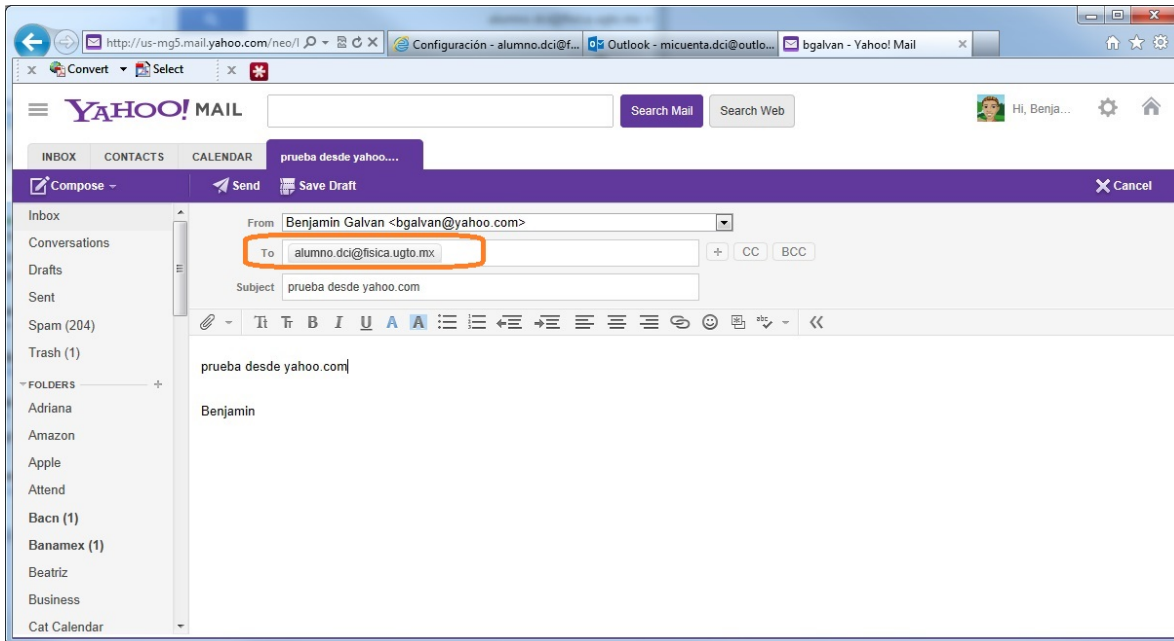 http://us-mg5.mail.yahoo.com/neo/l
Configuración - alumno.dci@f...
Outlook - micuenta.dci@outlo...
bgalvan - Yahoo! Mail
x Convert Select x
YAHOO! MAIL
Search Mail
Search Web
Hi, Benja...
INBOX CONTACTS CALENDAR prueba desde yahoo....
Compose Send Save Draft Cancel
Inbox
From Benjamin Galvan <bgalvan@yahoo.com>
Conversations
To alumno.dci@fisica.ugto.mx + CC BCC
Drafts
Sent
Subject prueba desde yahoo.com
Spam (204)
Tt Tr B I U A A
Trash (1)
prueba desde yahoo.com
FOLDERS +
Adriana
Benjamin
Amazon
Apple
Attend
Bacn (1)
Banamex (1)
Beatriz
Business
Cat Calendar